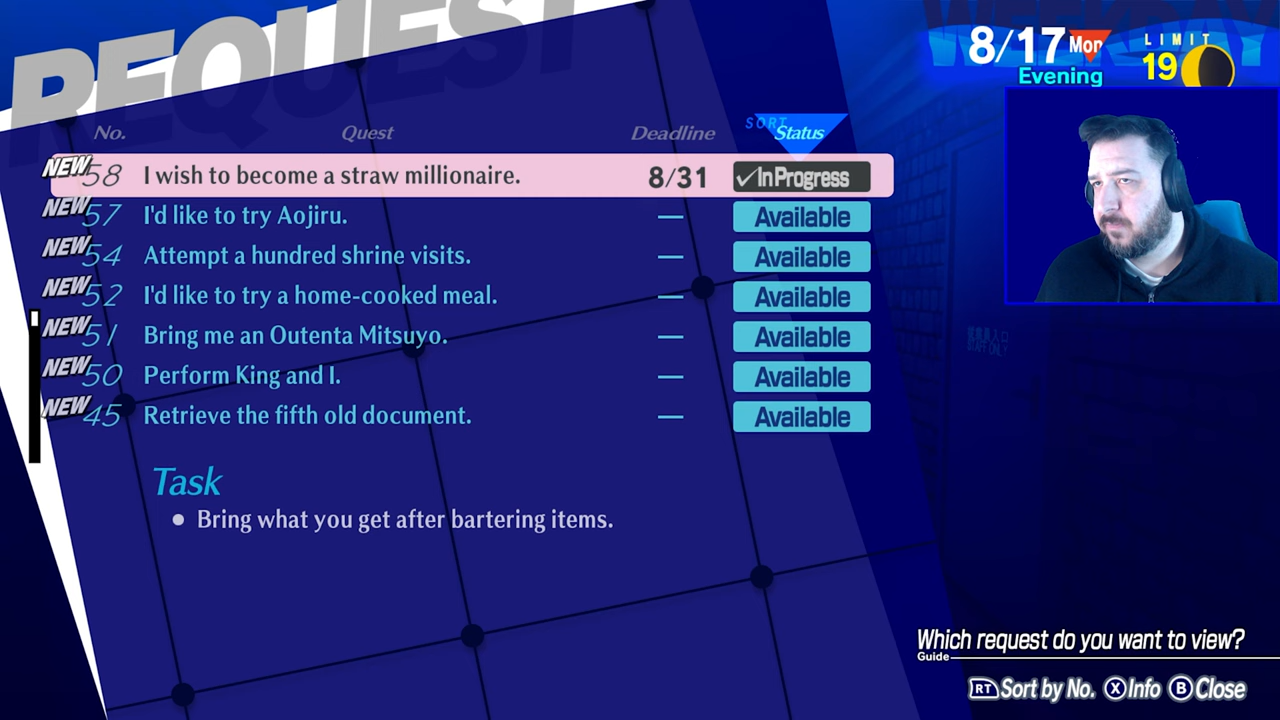 REQUEST
WEEKDAY
8/17 Mon
Evening
LIMIT
19
No. Quest Deadline SORT Status
NEW 58 I wish to become a straw millionaire. 8/31 InProgress
NEW 57 I'd like to try Aojiru. — Available
NEW 54 Attempt a hundred shrine visits. — Available
NEW 52 I'd like to try a home-cooked meal. — Available
NEW 51 Bring me an Outenta Mitsuyo. — Available
NEW 50 Perform King and I. — Available
NEW 45 Retrieve the fifth old document. — Available
Task
• Bring what you get after bartering items.
Which request do you want to view?
Guide
RT Sort by No. X Info B Close